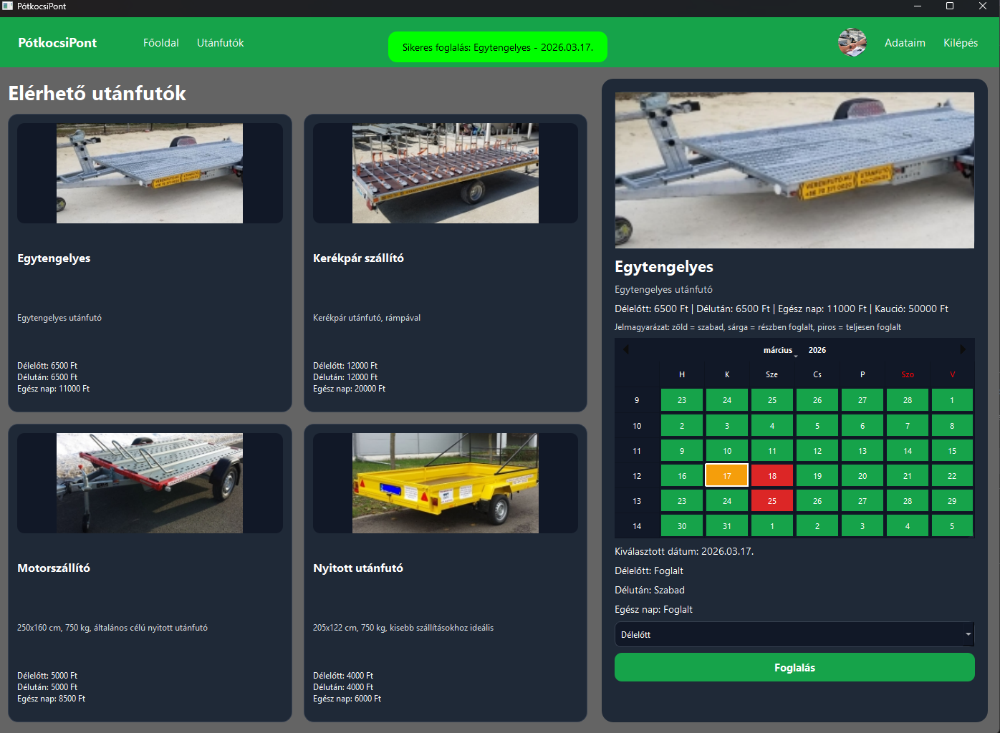 PótkocsiPont
PótkocsiPont
Főoldal
Utánfutók
Sikeres foglalás: Egytengelyes - 2026.03.17.
Adataim
Kilépés
Elérhető utánfutók
Egytengelyes
Egytengelyes utánfutó
Délelőtt: 6500 Ft
Délután: 6500 Ft
Egész nap: 11000 Ft
Kerékpár szállító
Kerékpár utánfutó, rámpával
Délelőtt: 12000 Ft
Délután: 12000 Ft
Egész nap: 20000 Ft
Motorszállító
250x160 cm, 750 kg, általános célú nyitott utánfutó
Délelőtt: 5000 Ft
Délután: 5000 Ft
Egész nap: 8500 Ft
Nyitott utánfutó
205x122 cm, 750 kg, kisebb szállításokhoz ideális
Délelőtt: 4000 Ft
Délután: 4000 Ft
Egész nap: 6000 Ft
Egytengelyes
Egytengelyes utánfutó
Délelőtt: 6500 Ft | Délután: 6500 Ft | Egész nap: 11000 Ft | Kaució: 50000 Ft
Jelmagyarázat: zöld = szabad, sárga = részben foglalt, piros = teljesen foglalt
március 2026
H K Sze Cs P Szo V
9 23 24 25 26 27 28 1
10 2 3 4 5 6 7 8
11 9 10 11 12 13 14 15
12 16 17 18 19 20 21 22
13 23 24 25 26 27 28 29
14 30 31 1 2 3 4 5
Kiválasztott dátum: 2026.03.17.
Délelőtt: Foglalt
Délután: Szabad
Egész nap: Foglalt
Délelőtt
Foglalás